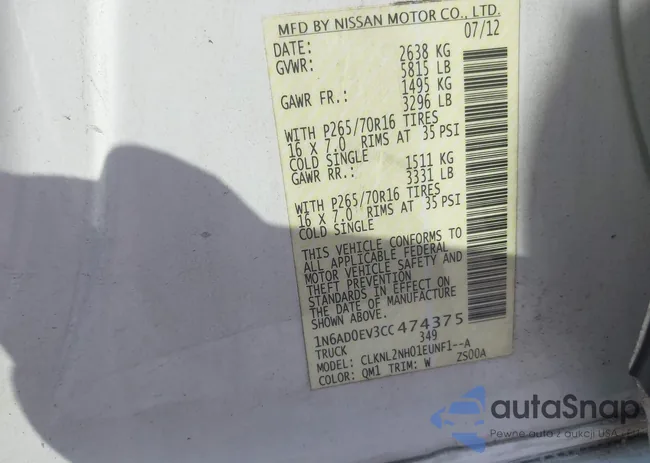 MFD BY NISSAN MOTOR CO., LTD.
DATE: 07/12
GVWR: 2638 KG
5815 LB
GAWR FR.: 1495 KG
3296 LB
WITH P265/70R16 TIRES
16 X 7.0 RIMS AT 35 PSI
COLD SINGLE
GAWR RR.: 1511 KG
3331 LB
WITH P265/70R16 TIRES
16 X 7.0 RIMS AT 35 PSI
COLD SINGLE
THIS VEHICLE CONFORMS TO
ALL APPLICABLE FEDERAL
MOTOR VEHICLE SAFETY AND
THEFT PREVENTION
STANDARDS IN EFFECT ON
THE DATE OF MANUFACTURE
1N6AD0EV3CC474375
TRUCK 349
MODEL: CLKNL2NH01EUNF1--A
COLOR: QM1 TRIM: W ZS00A
autaSnap
Pewne auta z aukcji USA